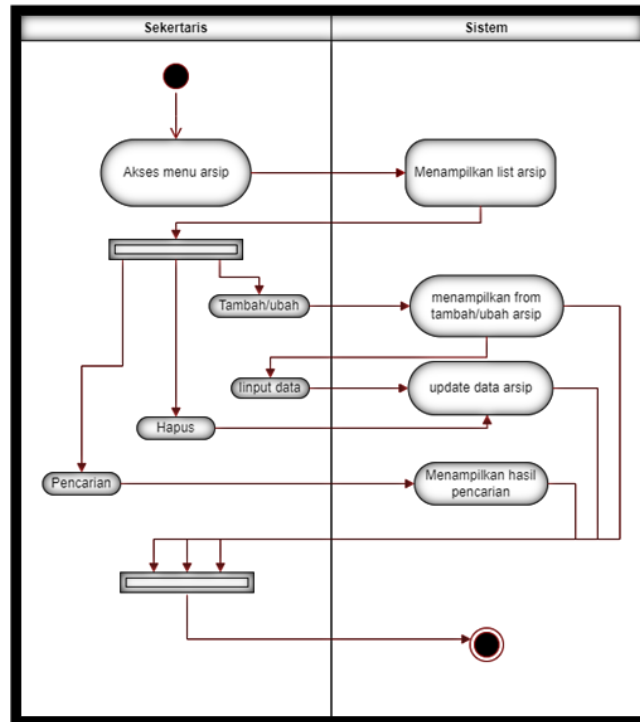 Sekertaris
Sistem
Akses menu arsip
Menampilkan list arsip
Tambah/ubah
menampilkan from
tambah/ubah arsip
Iinput data
update data arsip
Hapus
Pencarian
Menampilkan hasil
pencarian